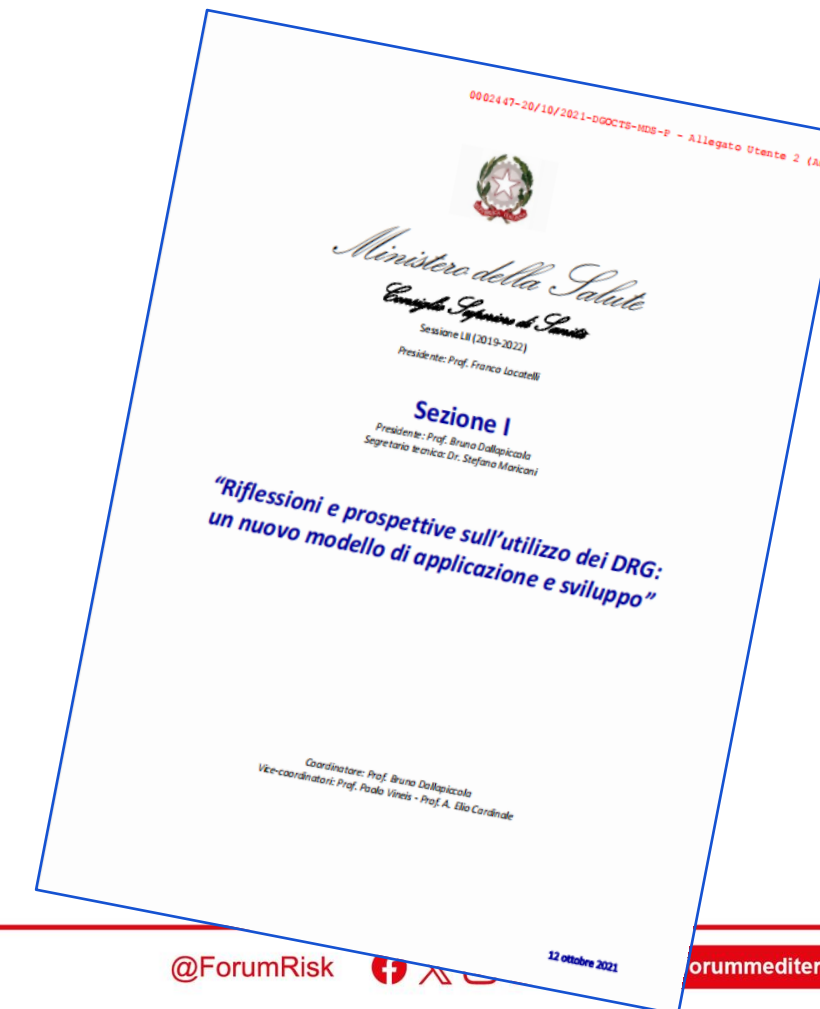 0002447-20/10/2021-DGOCTS-MDS-P - Allegato Utente 2 (A
Ministero della Salute
Consiglio Superiore di Sanità
Sessione LII (2019-2022)
Presidente: Prof. Franco Locatelli
Sezione I
Presidente: Prof. Bruno Dallapiccola
Segretario tecnico: Dr. Stefano Moriconi
“Riflessioni e prospettive sull’utilizzo dei DRG:
un nuovo modello di applicazione e sviluppo”
Coordinatore: Prof. Bruno Dallapiccola
Vice-coordinatori: Prof. Paolo Vineis - Prof. A. Elio Cardinale
12 ottobre 2021
@ForumRisk
orummediter